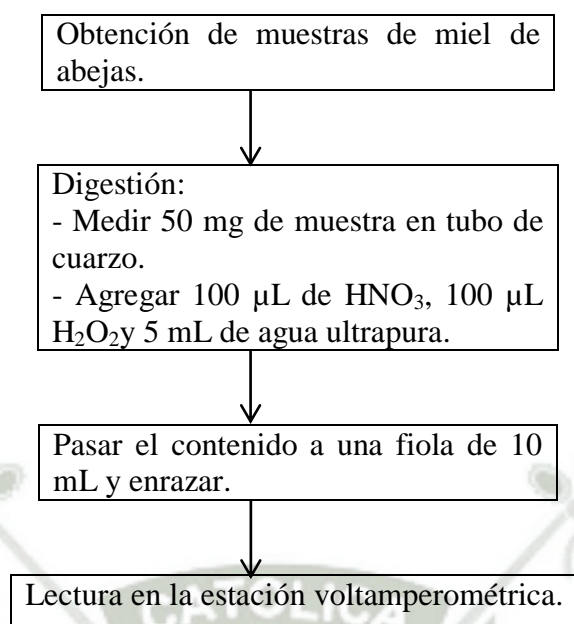 Obtención de muestras de miel de
abejas.
Digestión:
- Medir 50 mg de muestra en tubo de
cuarzo.
- Agregar 100 µL de HNO₃, 100 µL
H₂O₂y 5 mL de agua ultrapura.
Pasar el contenido a una fiola de 10
mL y enrazar.
Lectura en la estación voltamperométrica.
CATÓLICA